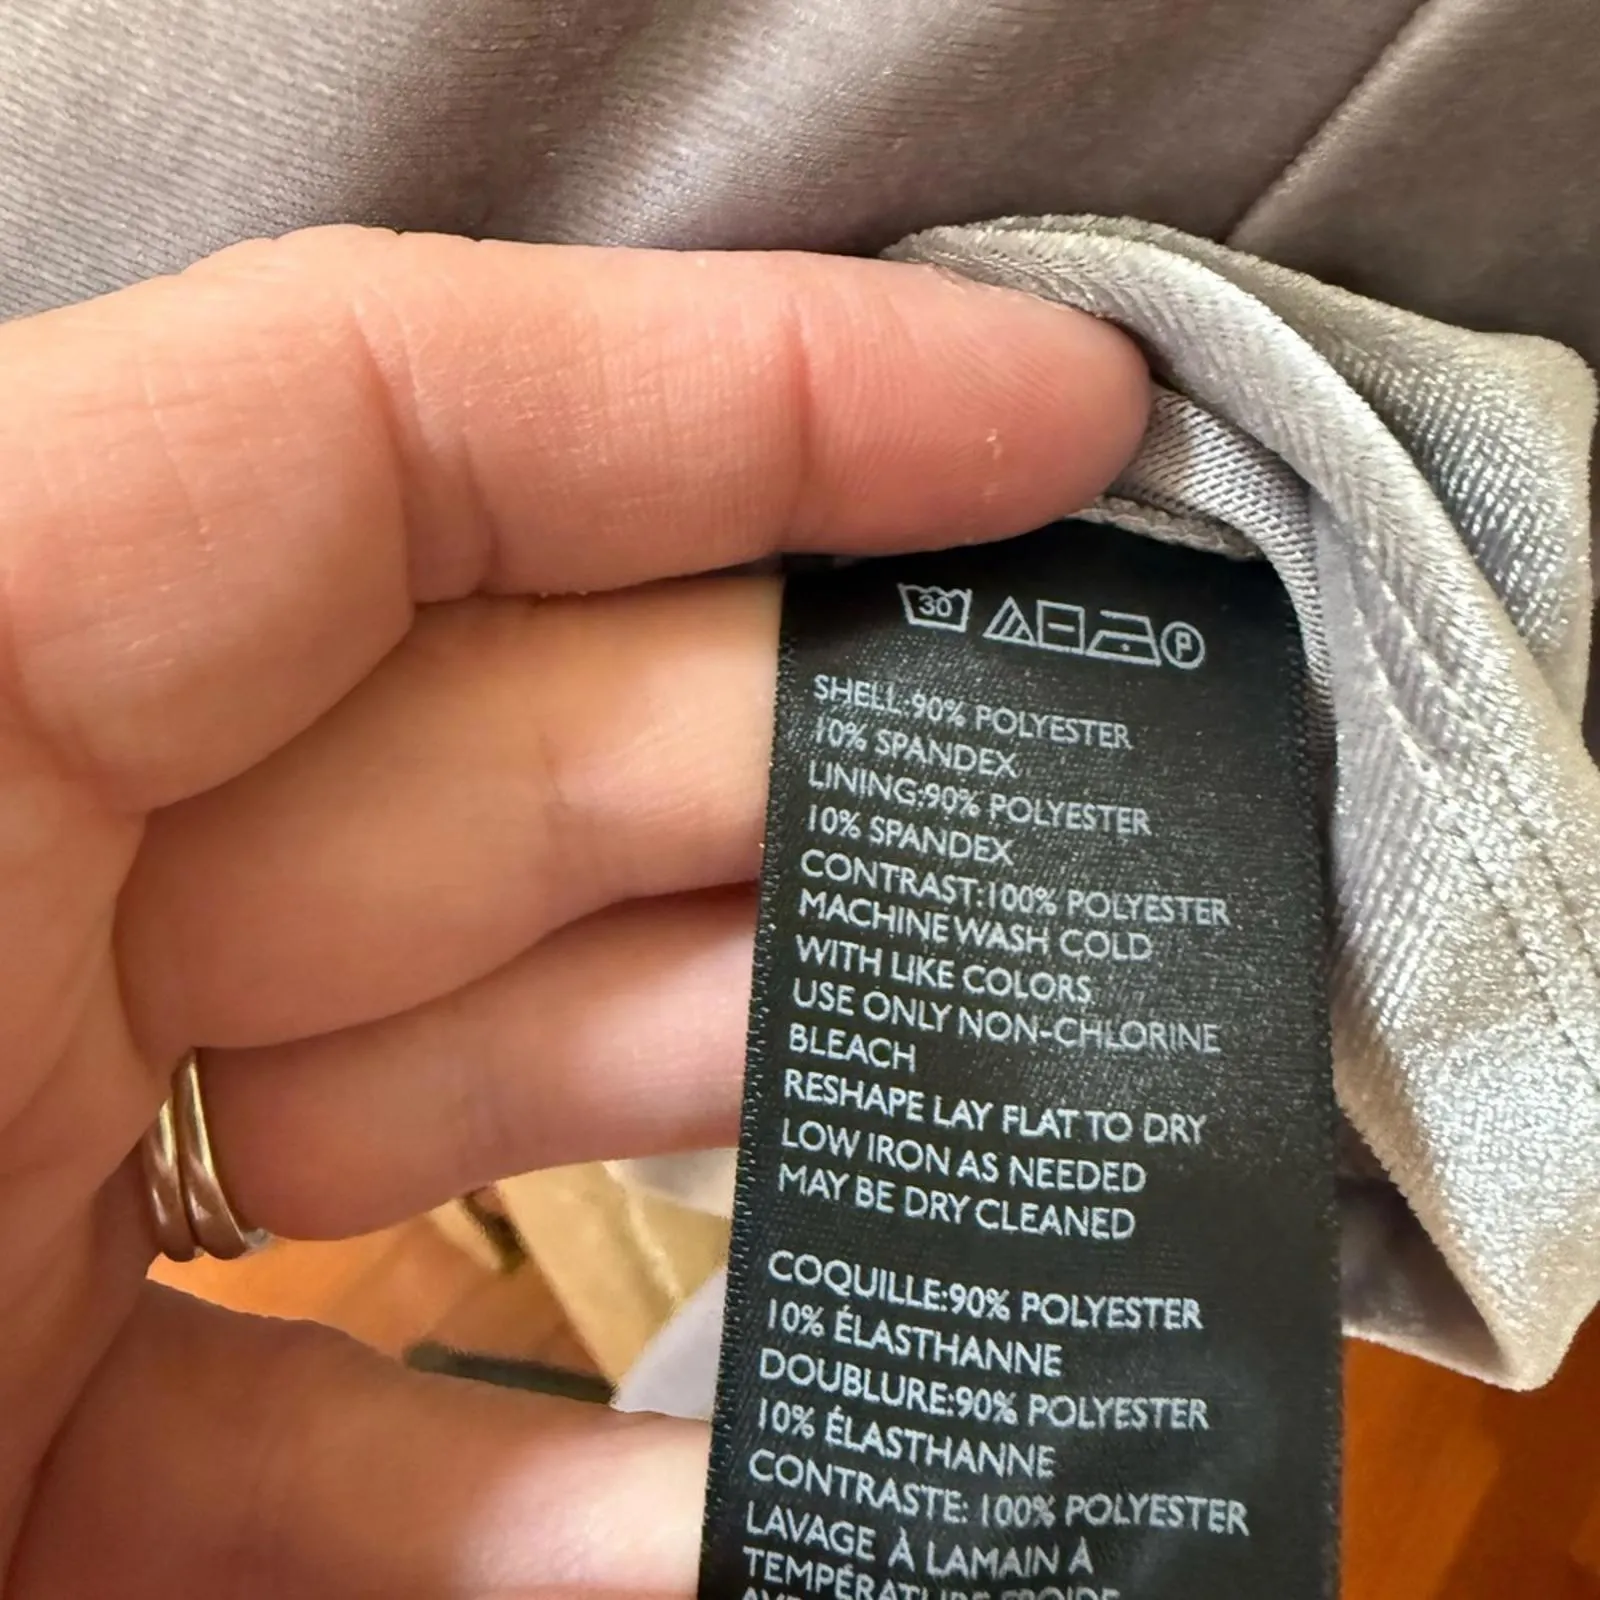 30
P
SHELL:90% POLYESTER
10% SPANDEX
LINING:90% POLYESTER
10% SPANDEX
CONTRAST:100% POLYESTER
MACHINE WASH COLD
WITH LIKE COLORS
USE ONLY NON-CHLORINE
BLEACH
RESHAPE LAY FLAT TO DRY
LOW IRON AS NEEDED
MAY BE DRY CLEANED
COQUILLE:90% POLYESTER
10% ÉLASTHANNE
DOUBLURE:90% POLYESTER
10% ÉLASTHANNE
CONTRASTE: 100% POLYESTER
LAVAGE À LAMAIN À
TEMPÉRATURE FROIDE